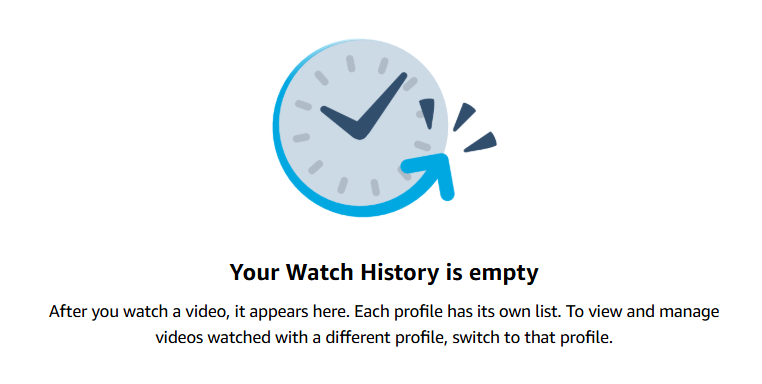 Your Watch History is empty
After you watch a video, it appears here. Each profile has its own list. To view and manage
videos watched with a different profile, switch to that profile.